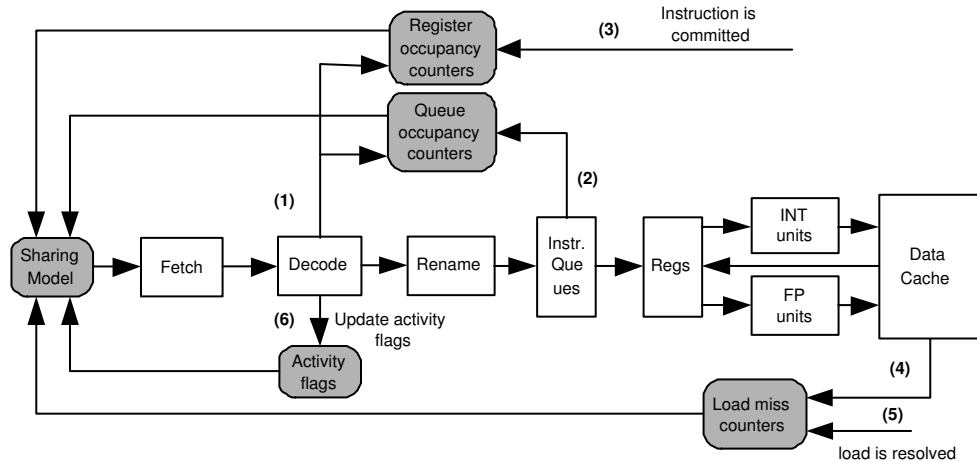 Register
occupancy
counters
(3)
Instruction is
committed
Queue
occupancy
counters
(1)
(2)
Sharing
Model
Fetch
Decode
Rename
Instr.
Que
ues
Regs
INT
units
FP
units
Data
Cache
(6)
Update activity
flags
Activity
flags
(4)
Load miss
counters
(5)
load is resolved